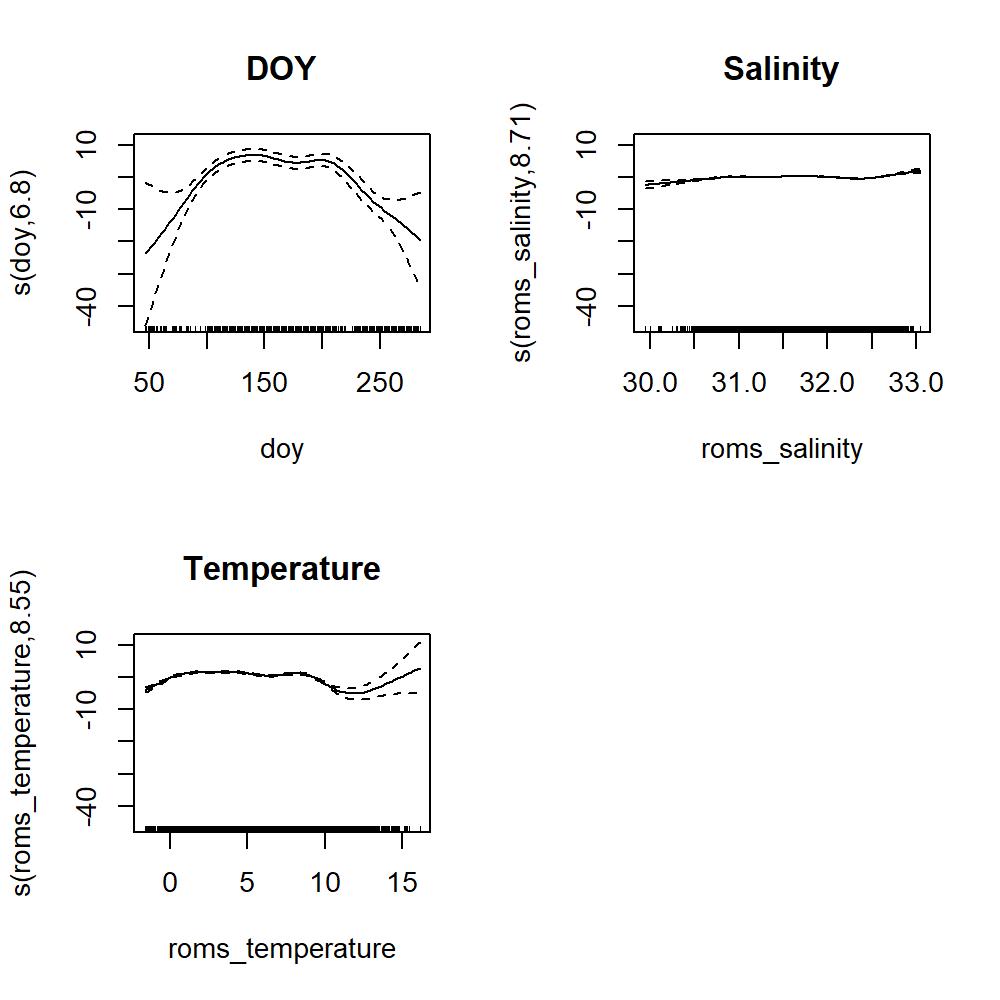 DOY
s(doy,6.8)
10
-10
-40
50 150 250
doy
Salinity
s(roms_salinity,8.71)
10
-10
-40
30.0 31.0 32.0 33.0
roms_salinity
Temperature
s(roms_temperature,8.55)
10
-10
-40
0 5 10 15
roms_temperature